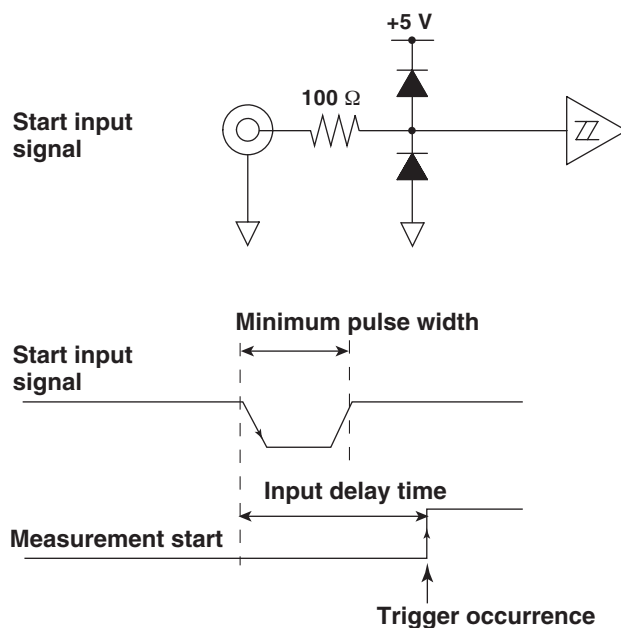 +5 V
100 Ω
Start input
signal
Minimum pulse width
Start input
signal
Input delay time
Measurement start
Trigger occurrence